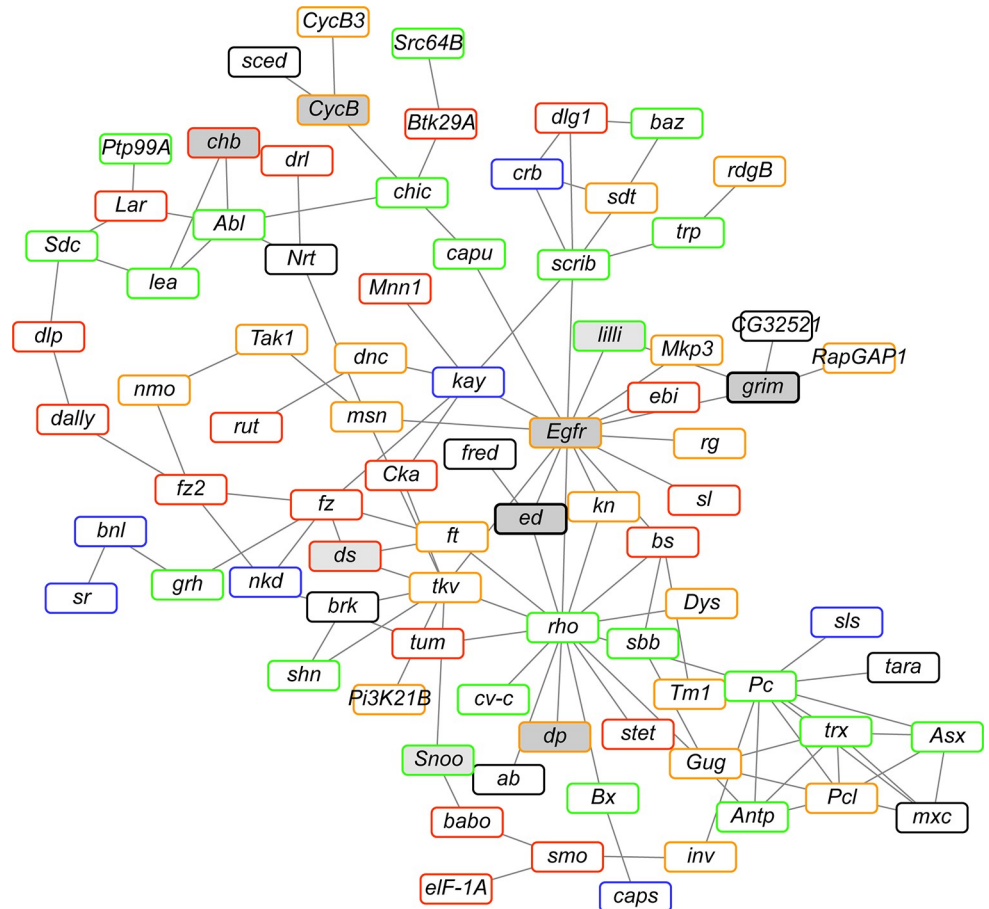 CycB3
Src64B
sced
CycB
Btk29A
dlg1
baz
Ptp99A
chb
drl
crb
rdgB
Lar
chic
sdt
Abl
trp
Sdc
Nrt
capu
scrib
lea
Mnn1
CG32521
dlp
Tak1
lilli
Mkp3
RapGAP1
dnc
nmo
kay
grim
ebi
dally
rut
msn
Egfr
rg
fred
Cka
fz2
fz
kn
sl
ed
bnl
ft
bs
ds
grh
nkd
tkv
sr
brk
Dys
rho
sls
tum
sbb
shn
tara
Pi3K21B
cv-c
Tm1
Pc
dp
stet
trx
Asx
Snoo
Gug
ab
Bx
Pcl
Antp
mxc
babo
smo
inv
eIF-1A
caps